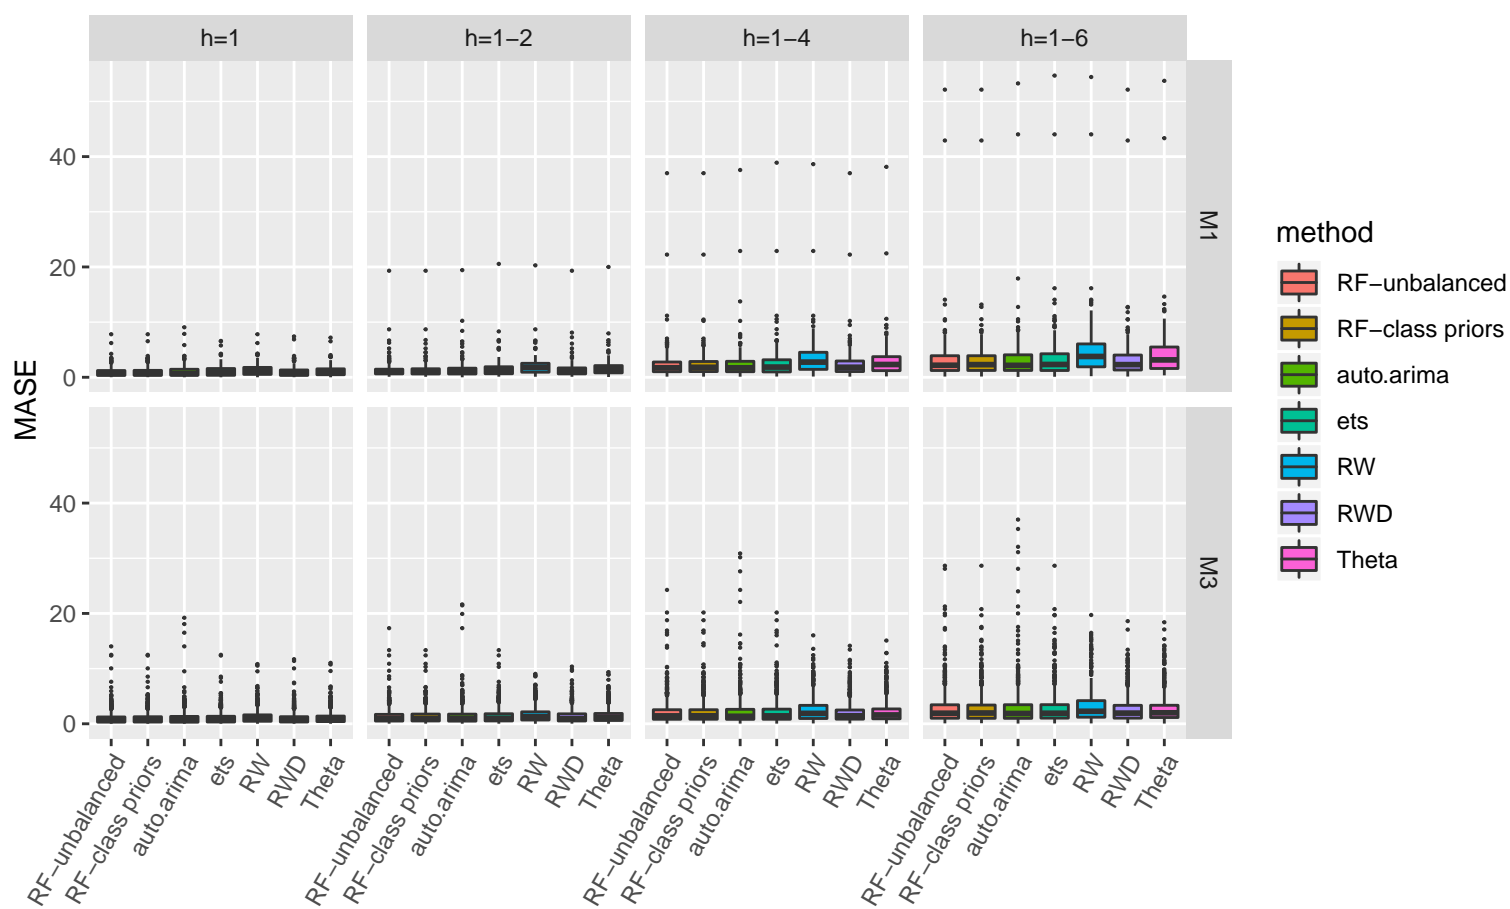 h=1 h=1−2 h=1−4 h=1−6
40
20
0
M1
MASE
40
20
0
M3
RF−unbalanced RF−class priors auto.arima ets RW RWD Theta RF−unbalanced RF−class priors auto.arima ets RW RWD Theta RF−unbalanced RF−class priors auto.arima ets RW RWD Theta RF−unbalanced RF−class priors auto.arima ets RW RWD Theta
method
RF−unbalanced
RF−class priors
auto.arima
ets
RW
RWD
Theta